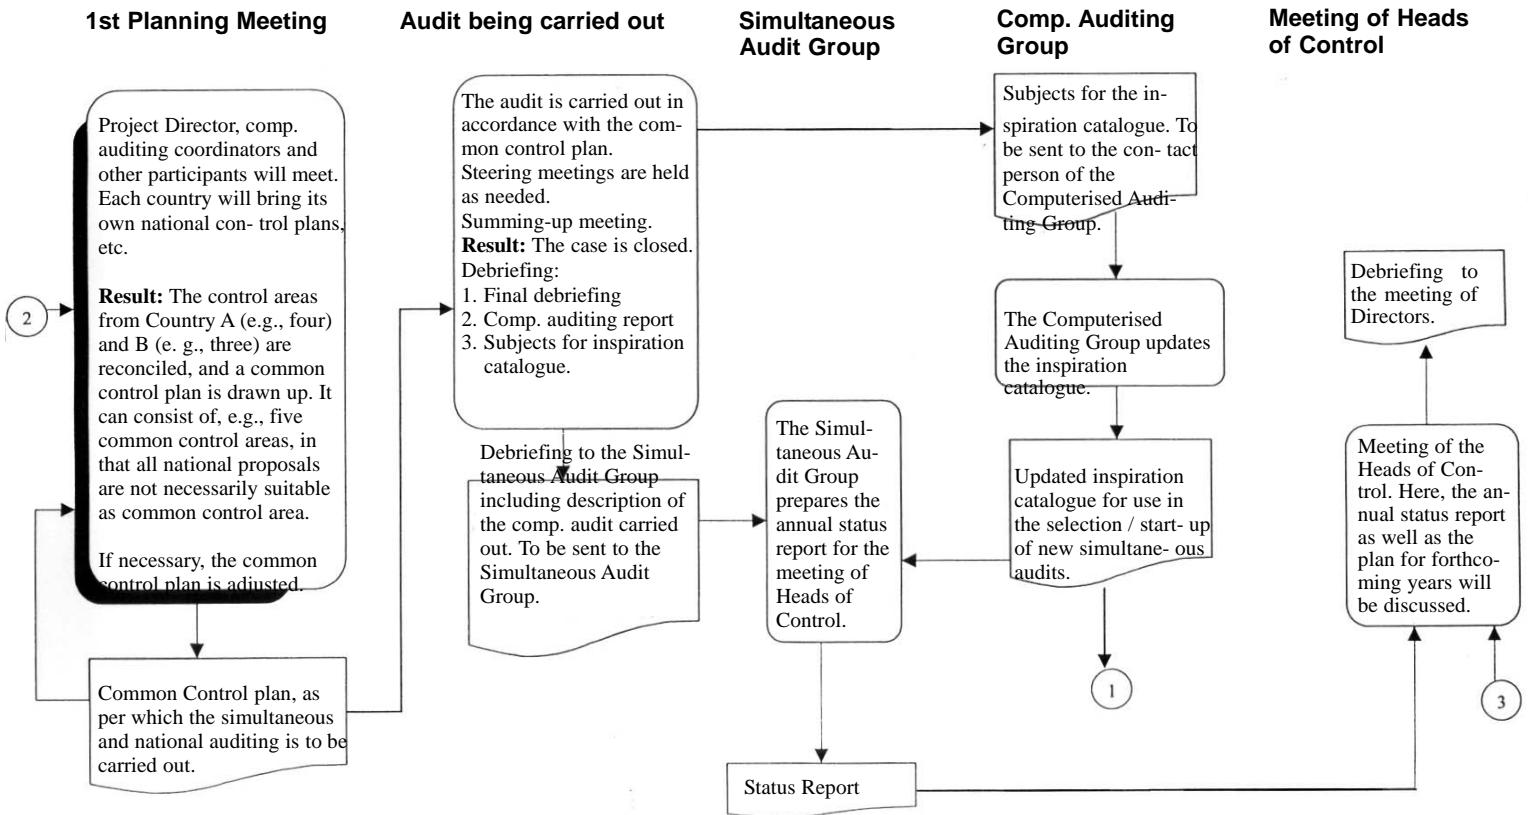 1st Planning Meeting
Audit being carried out
Simultaneous
Audit Group
Comp. Auditing
Group
Meeting of Heads
of Control
Project Director, comp.
auditing coordinators and
other participants will meet.
Each country will bring its
own national con- trol plans,
etc.
Result: The control areas
from Country A (e.g., four)
and B (e. g., three) are
reconciled, and a common
control plan is drawn up. It
can consist of, e.g., five
common control areas, in
that all national proposals
are not necessarily suitable
as common control area.
If necessary, the common
control plan is adjusted.
2
Common Control plan, as
per which the simultaneous
and national auditing is to be
carried out.
The audit is carried out in
accordance with the com-
mon control plan.
Steering meetings are held
as needed.
Summing-up meeting.
Result: The case is closed.
Debriefing:
1. Final debriefing
2. Comp. auditing report
3. Subjects for inspiration
catalogue.
Debriefing to the Simul-
taneous Audit Group
including description of
the comp. audit carried
out. To be sent to the
Simultaneous Audit
Group.
The Simul-
taneous Au-
dit Group
prepares the
annual status
report for the
meeting of
Heads of
Control.
Status Report
Subjects for the in-
spiration catalogue. To
be sent to the con- tact
person of the
Computerised Audi-
ting Group.
The Computerised
Auditing Group updates
the inspiration
catalogue.
Updated inspiration
catalogue for use in
the selection / start- up
of new simultane- ous
audits.
1
Debriefing to
the meeting of
Directors.
Meeting of the
Heads of Con-
trol. Here, the an-
nual status report
as well as the
plan for forthco-
ming years will
be discussed.
3